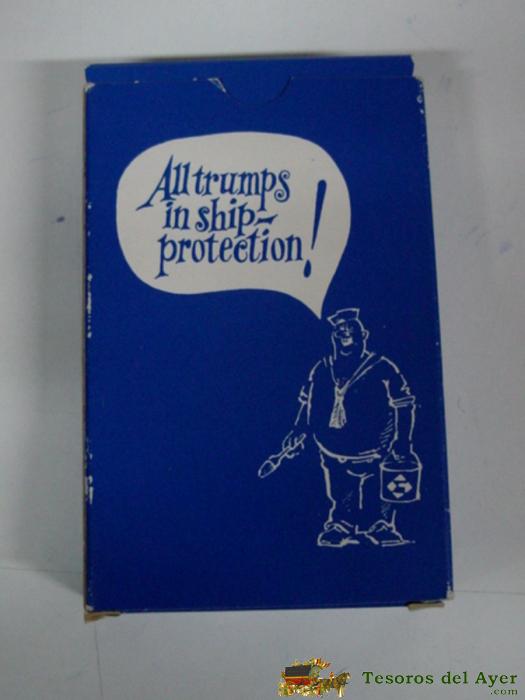 All trumps
in ship-
protection!
Tesoros del Ayer
.com